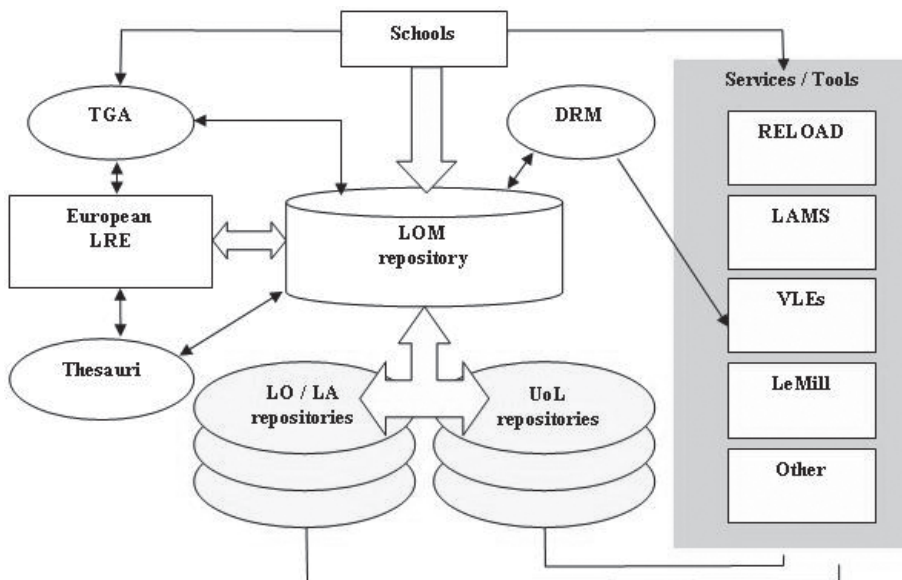 Schools
Services / Tools
TGA
DRM
RELOAD
European
LRE
LOM
repository
LAMS
VLEs
Thesauri
LO / LA
repositories
UoL
repositories
LeMill
Other